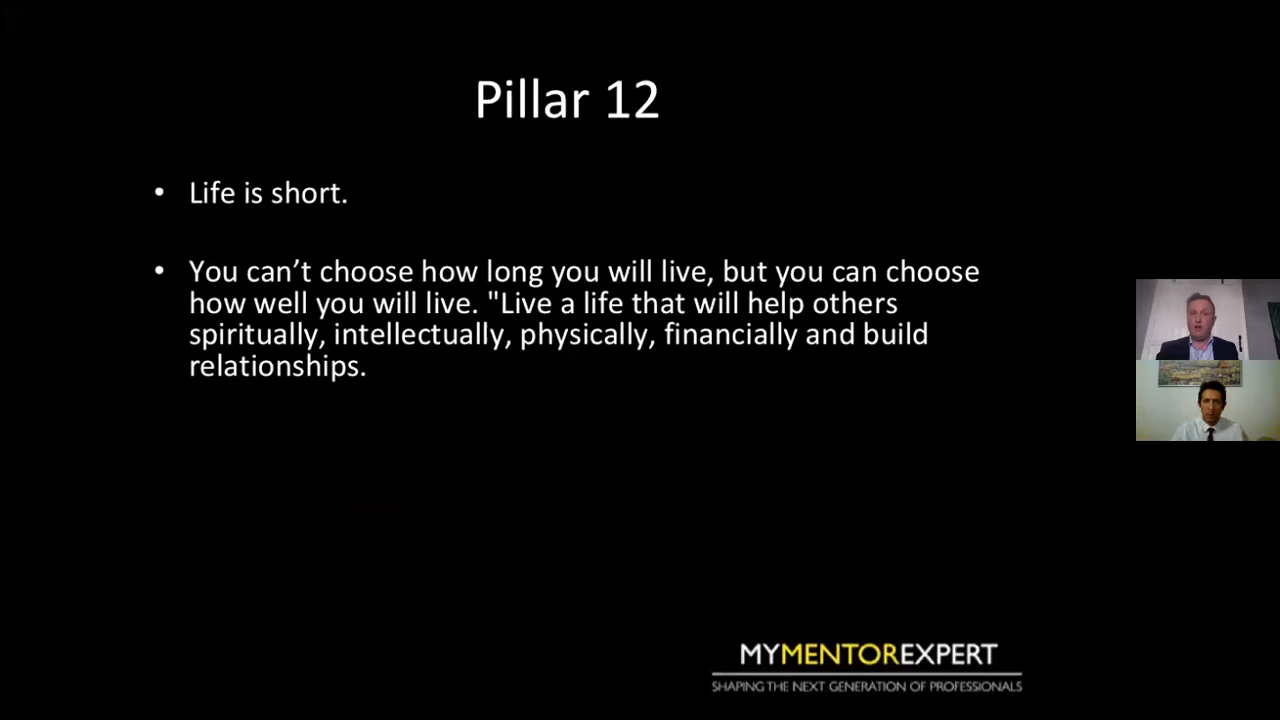 Pillar 12
• Life is short.
• You can’t choose how long you will live, but you can choose
how well you will live. "Live a life that will help others
spiritually, intellectually, physically, financially and build
relationships.
MYMENTOREXPERT
SHAPING THE NEXT GENERATION OF PROFESSIONALS